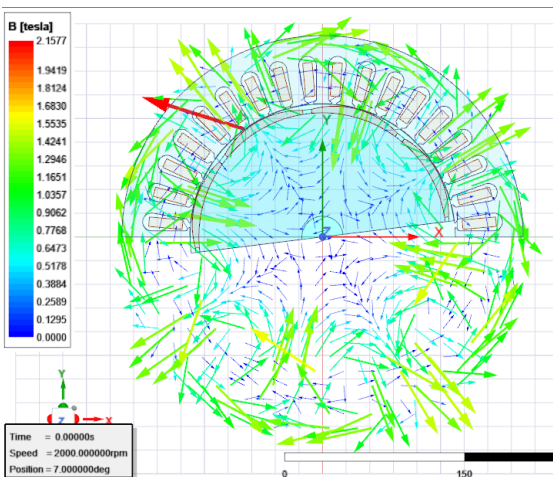 B [tesla]
2.1577
1.9419
2.0124
1.6830
1.5535
1.4241
1.2946
1.1651
1.0357
0.9062
0.7768
0.6473
0.5178
0.3884
0.2589
0.1295
0.0000
Y
Z
X
Y
Z
X
Time = 0.00000s
Speed = 2000.000000rpm
Position = 7.000000deg
0
150